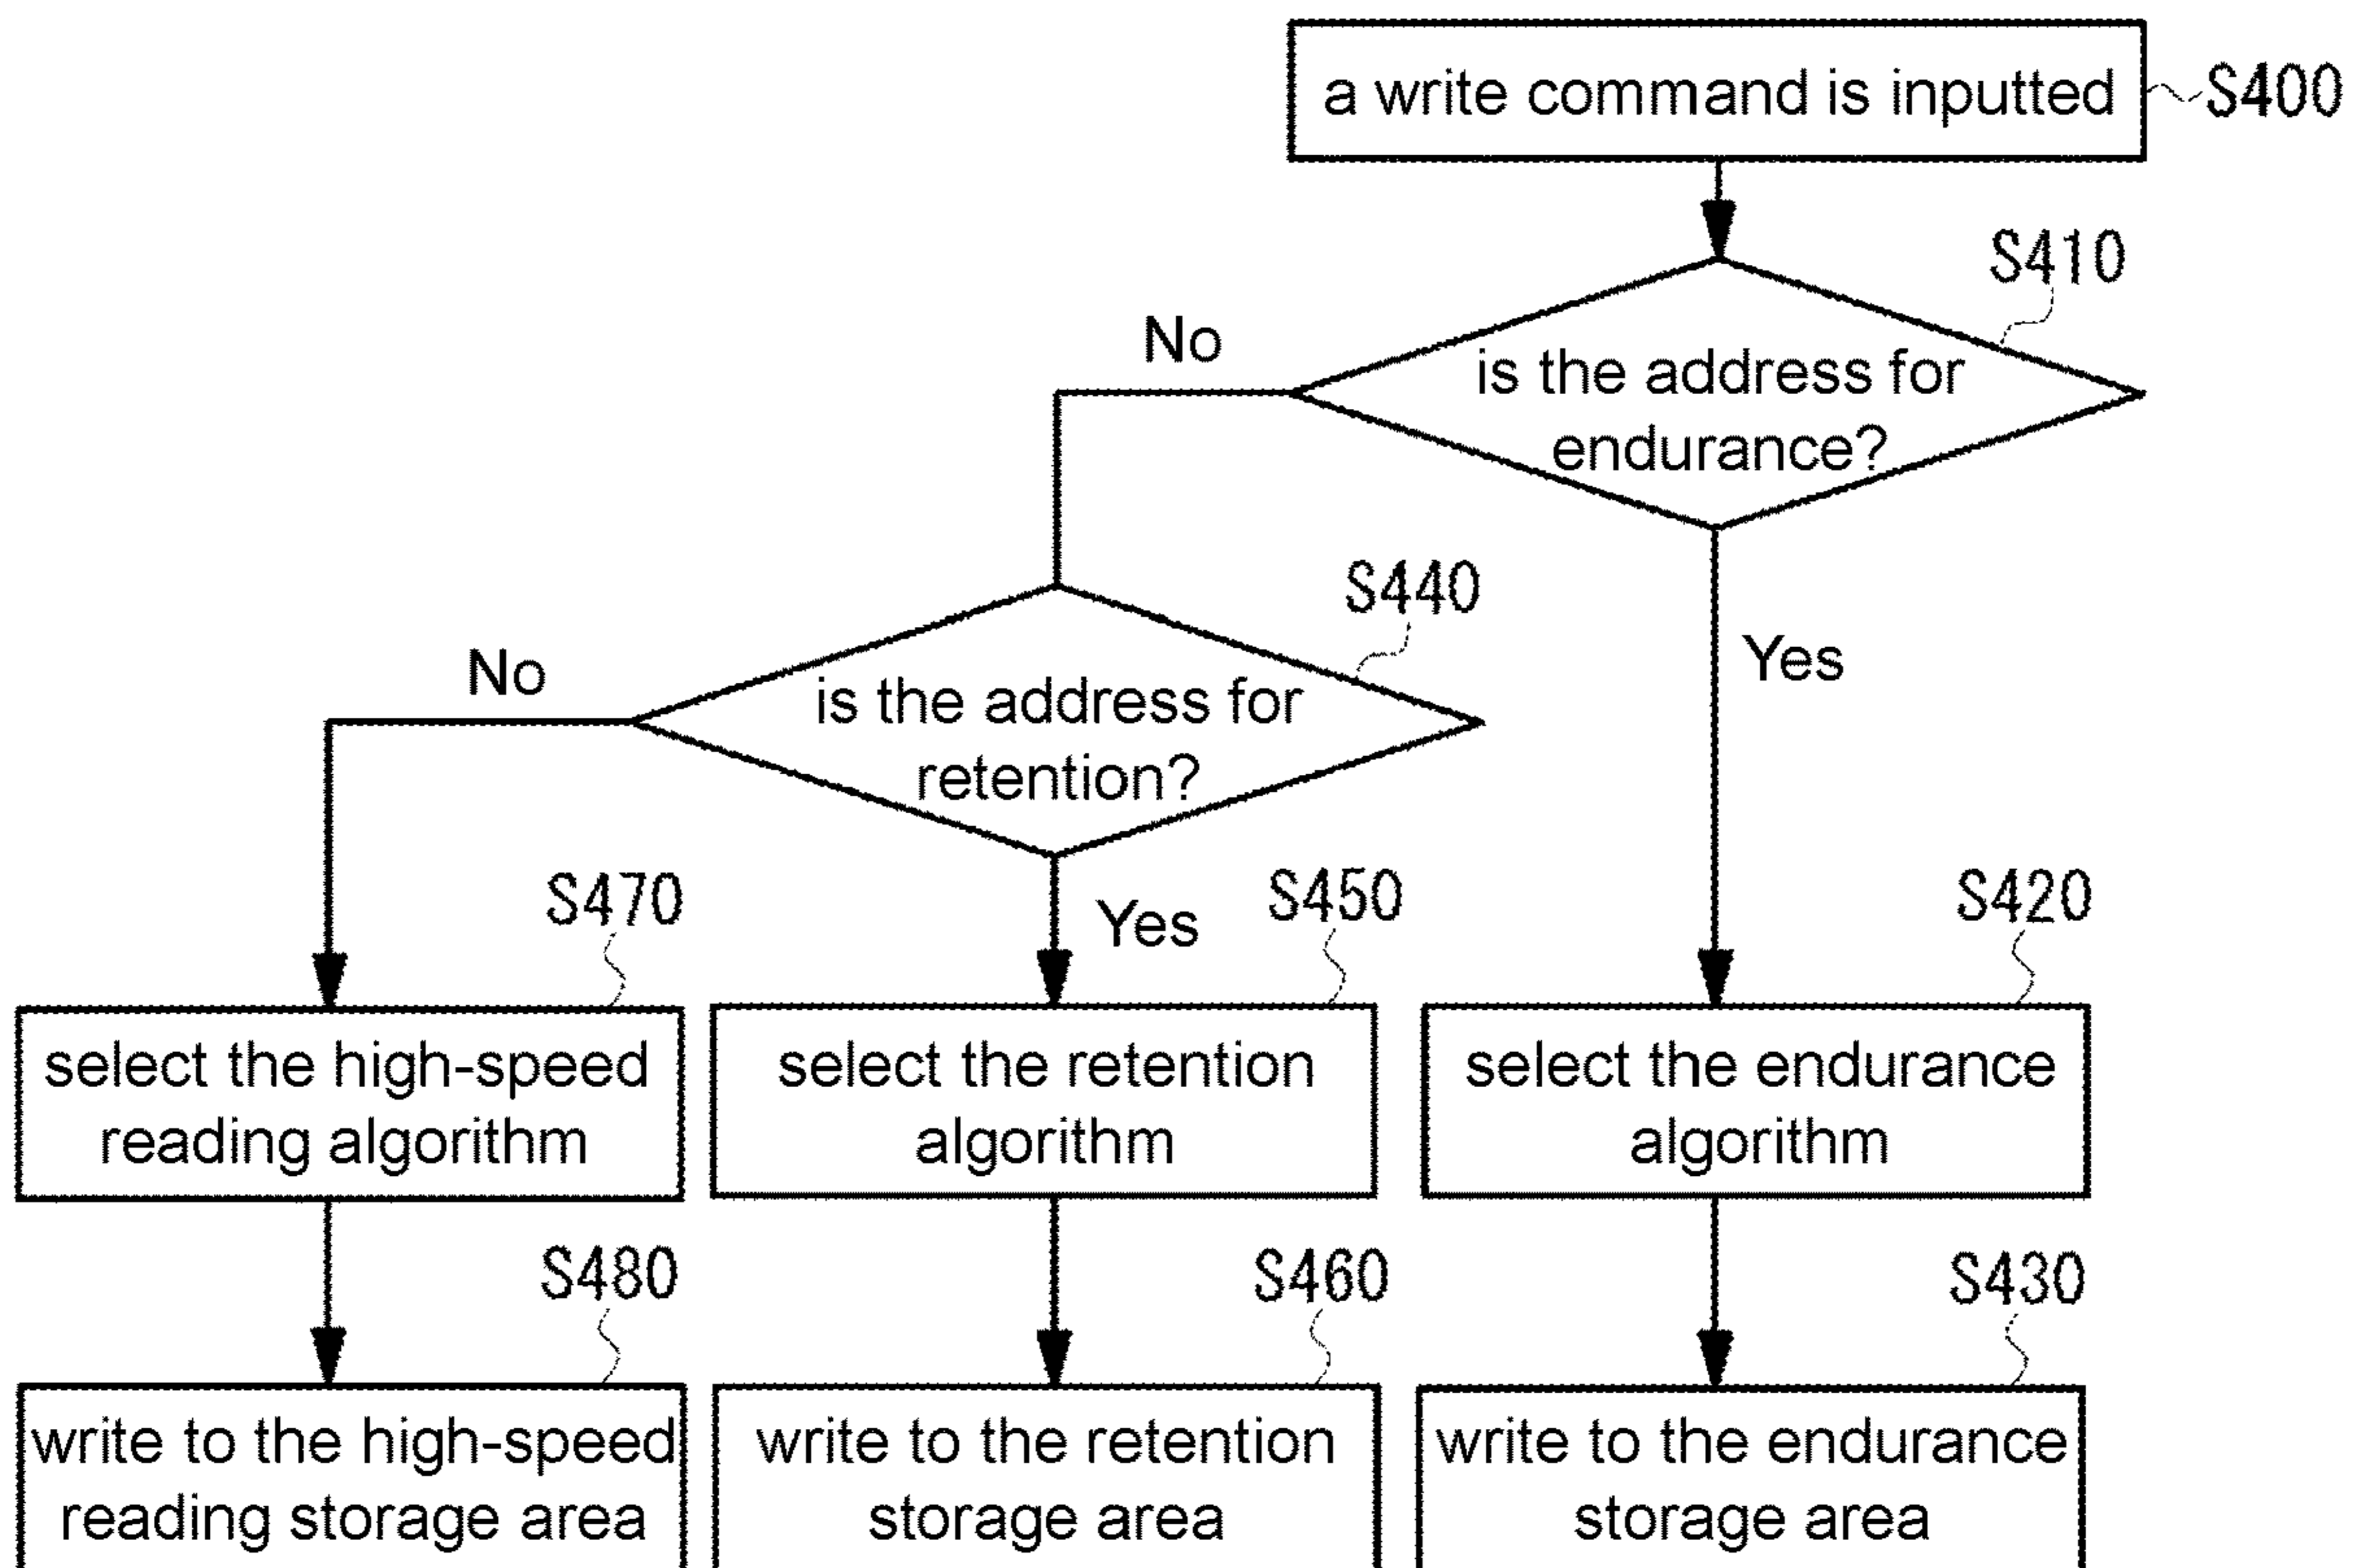 a write command is inputted
S400
S410
No
is the address for
endurance?
S440
No
Yes
is the address for
retention?
S470
Yes
S450
S420
select the high-speed
reading algorithm
select the retention
algorithm
select the endurance
algorithm
S480
S460
S430
write to the high-speed
reading storage area
write to the retention
storage area
write to the endurance
storage area